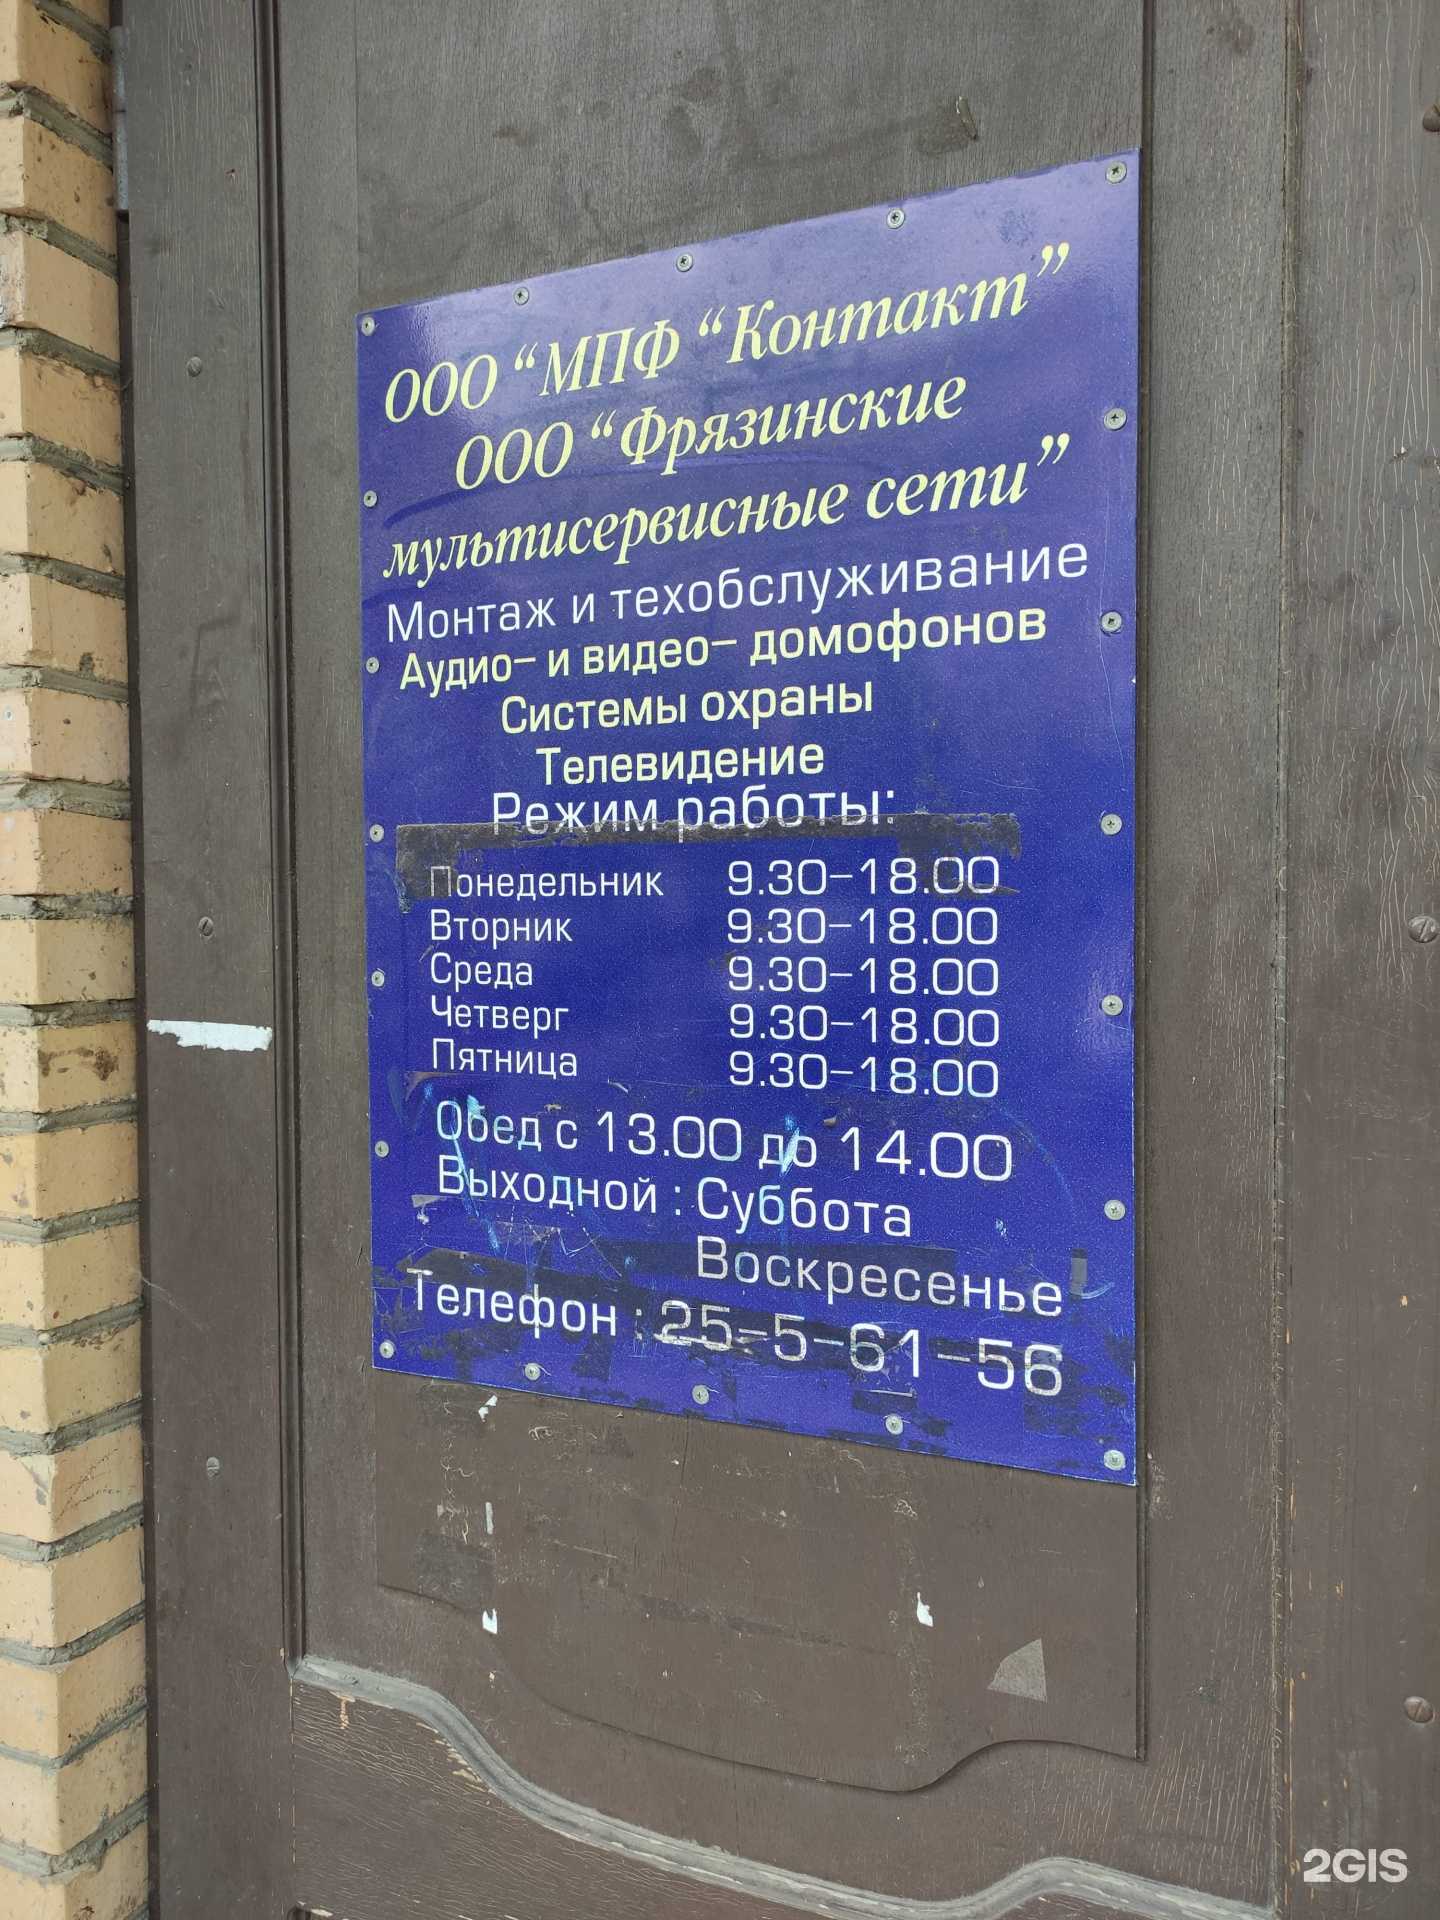 ООО “МПФ “Контакт”
ООО “Фрязинские
мультисервисные сети”
Монтаж и техобслуживание
Аудио- и видео- домофонов
Системы охраны
Телевидение
Режим работы:
Понедельник 9.30-18.00
Вторник 9.30-18.00
Среда 9.30-18.00
Четверг 9.30-18.00
Пятница 9.30-18.00
Обед с 13.00 до 14.00
Выходной : Суббота
Воскресенье
Телефон : 25-5-61-56
2GIS